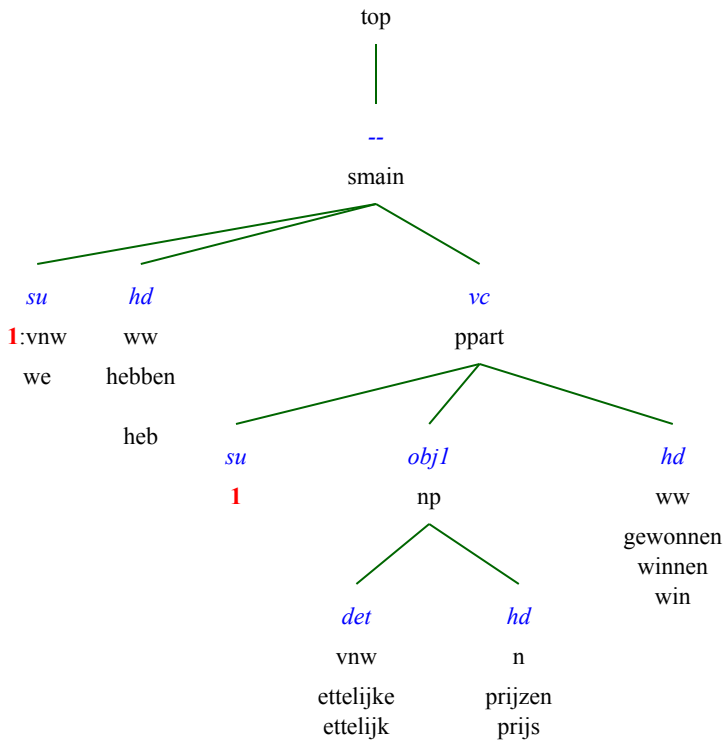 top
--
smain
su hd vc
1:vnw ww ppart
we hebben
heb
su obj1 hd
1 np ww
gewonnen
winnen
win
det hd
vnw n
ettelijke prijzen
ettelijk prijs